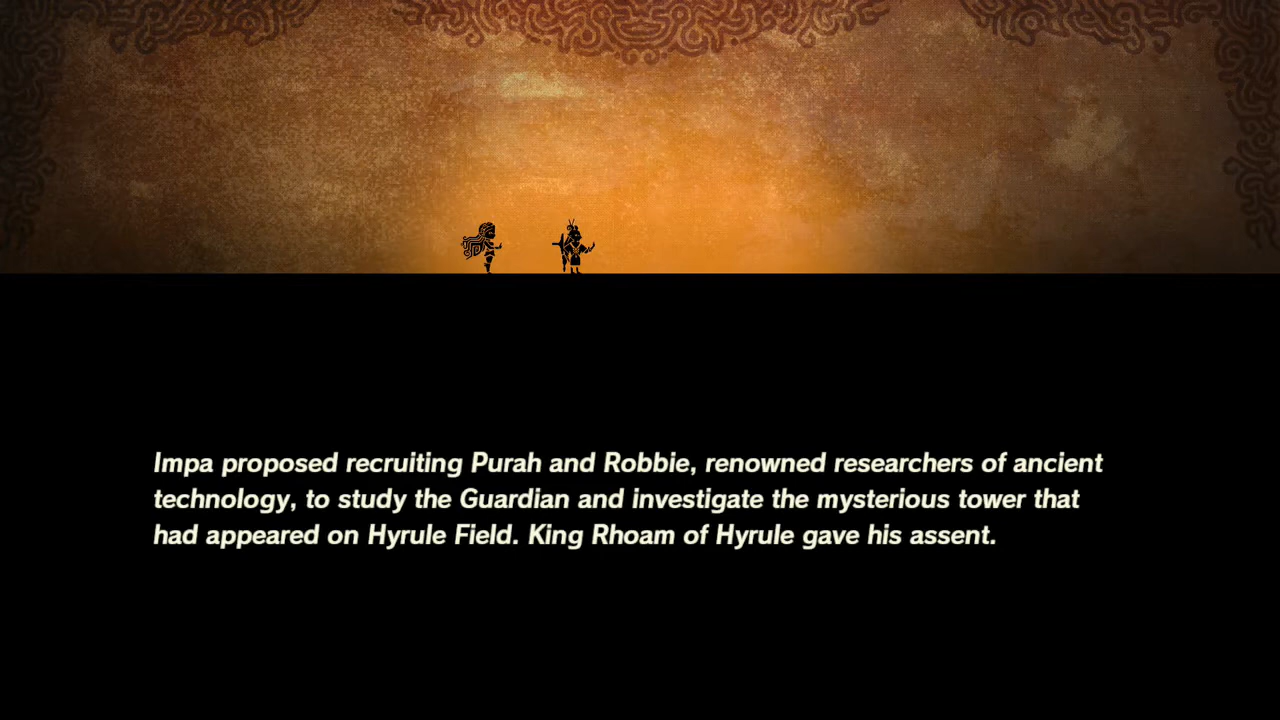 Impa proposed recruiting Purah and Robbie, renowned researchers of ancient
technology, to study the Guardian and investigate the mysterious tower that
had appeared on Hyrule Field. King Rhoam of Hyrule gave his assent.